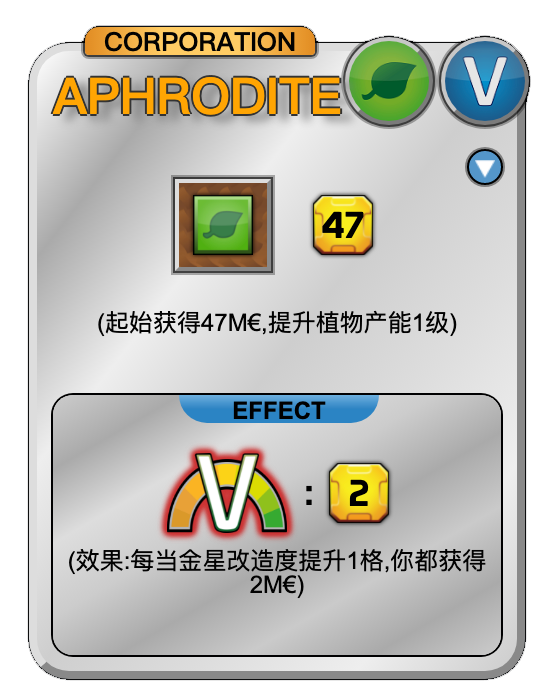 CORPORATION
APHRODITE
V
47
(起始获得47M€,提升植物产能1级)
EFFECT
V : 2
(效果:每当金星改造度提升1格,你都获得
2M€)